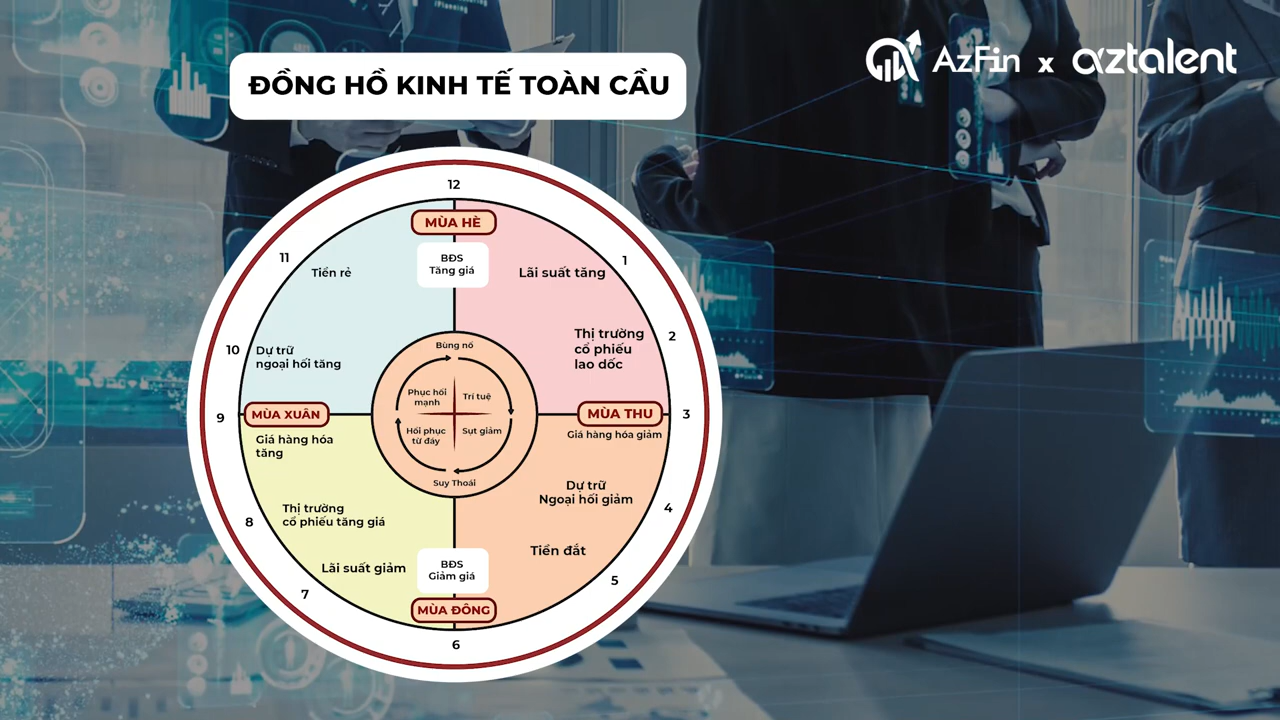 ĐỒNG HỒ KINH TẾ TOÀN CẦU
AzFin x aztalent
12
MÙA HÈ
BĐS
Tăng giá
11
Tiền rẻ
Lãi suất tăng
1
10
Dự trữ
ngoại hối tăng
Thị trường
cổ phiếu
lao dốc
2
Bùng nổ
Phục hồi
mạnh
Trí tuệ
9
MÙA XUÂN
MÙA THU
3
Hồi phục
từ đáy
Sụt giảm
Suy Thoái
Giá hàng hóa
tăng
Giá hàng hóa giảm
Dự trữ
Ngoại hối giảm
4
8
Thị trường
cổ phiếu tăng giá
Tiền đắt
Lãi suất giảm
BĐS
Giảm giá
7
5
MÙA ĐÔNG
6